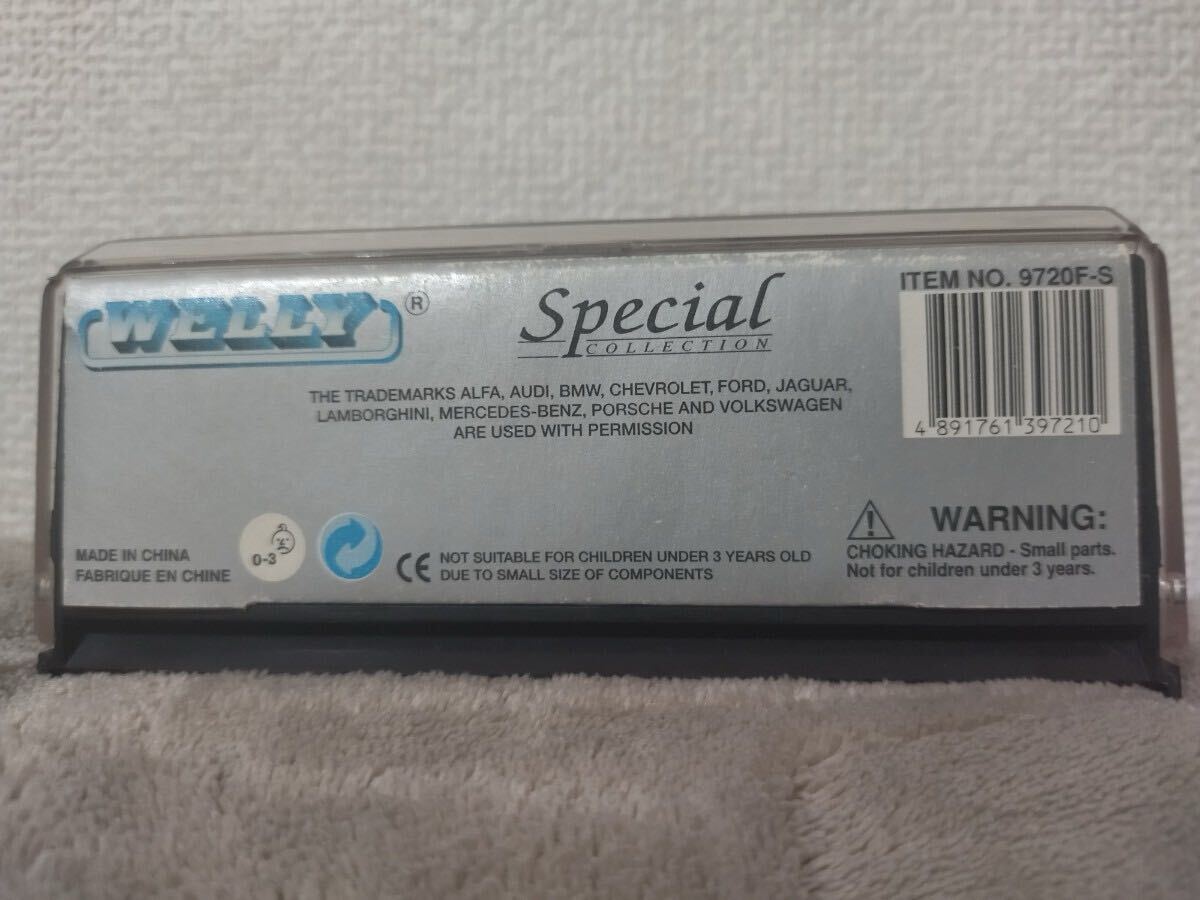 WELLY®
Special
COLLECTION
ITEM NO. 9720F-S
4 891761 397210
THE TRADEMARKS ALFA, AUDI, BMW, CHEVROLET, FORD, JAGUAR,
LAMBORGHINI, MERCEDES-BENZ, PORSCHE AND VOLKSWAGEN
ARE USED WITH PERMISSION
MADE IN CHINA
FABRIQUE EN CHINE
0-3
CE NOT SUITABLE FOR CHILDREN UNDER 3 YEARS OLD
DUE TO SMALL SIZE OF COMPONENTS
WARNING:
CHOKING HAZARD - Small parts.
Not for children under 3 years.